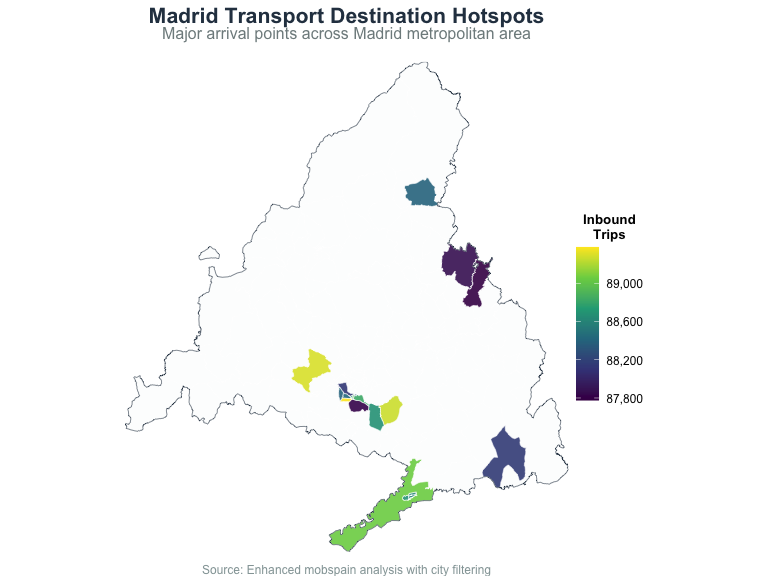 Madrid Transport Destination Hotspots
Major arrival points across Madrid metropolitan area
Inbound
Trips
89,000
88,600
88,200
87,800
Source: Enhanced mobspain analysis with city filtering